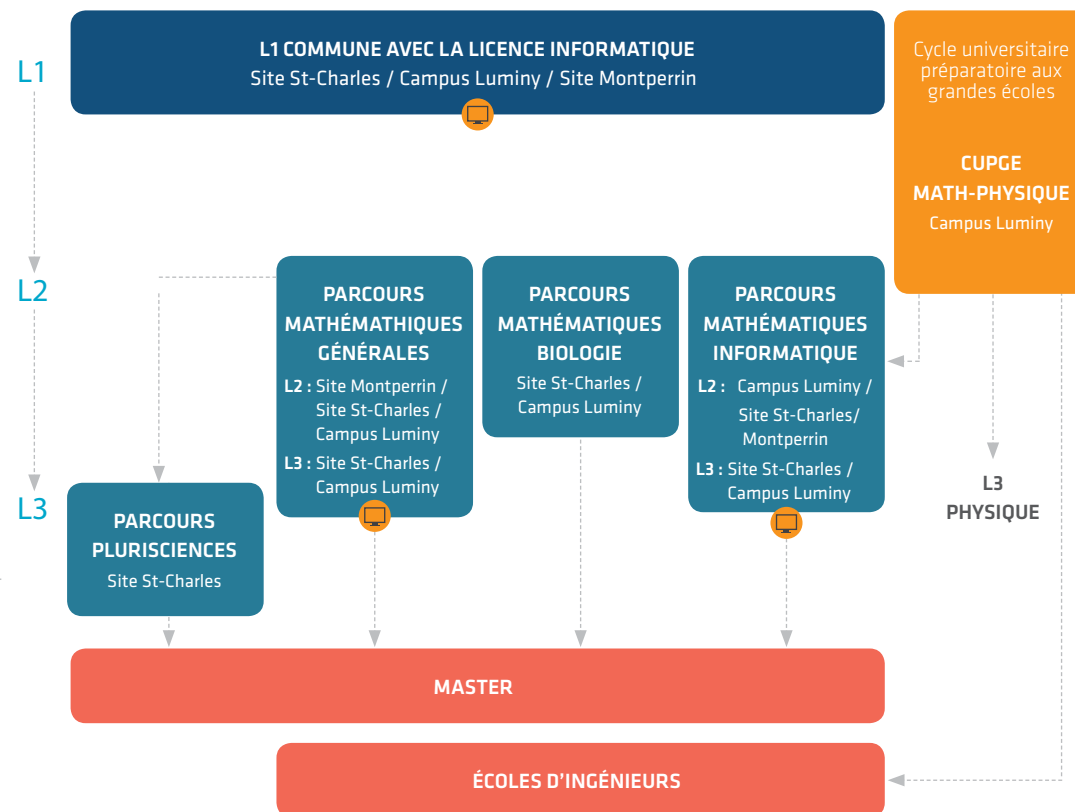 L1
L1 COMMUNE AVEC LA LICENCE INFORMATIQUE
Site St-Charles / Campus Luminy / Site Montperrin
Cycle universitaire
préparatoire aux
grandes écoles
CUPGE
MATH-PHYSIQUE
Campus Luminy
L2
PARCOURS
MATHÉMATHIQUES
GÉNÉRALES
L2 : Site Montperrin /
Site St-Charles /
Campus Luminy
L3 : Site St-Charles /
Campus Luminy
PARCOURS
MATHÉMATIQUES
BIOLOGIE
Site St-Charles /
Campus Luminy
PARCOURS
MATHÉMATIQUES
INFORMATIQUE
L2 : Campus Luminy /
Site St-Charles/
Montperrin
L3 : Site St-Charles /
Campus Luminy
L3
PARCOURS
PLURISCIENCES
Site St-Charles
L3
PHYSIQUE
MASTER
ÉCOLES D'INGÉNIEURS